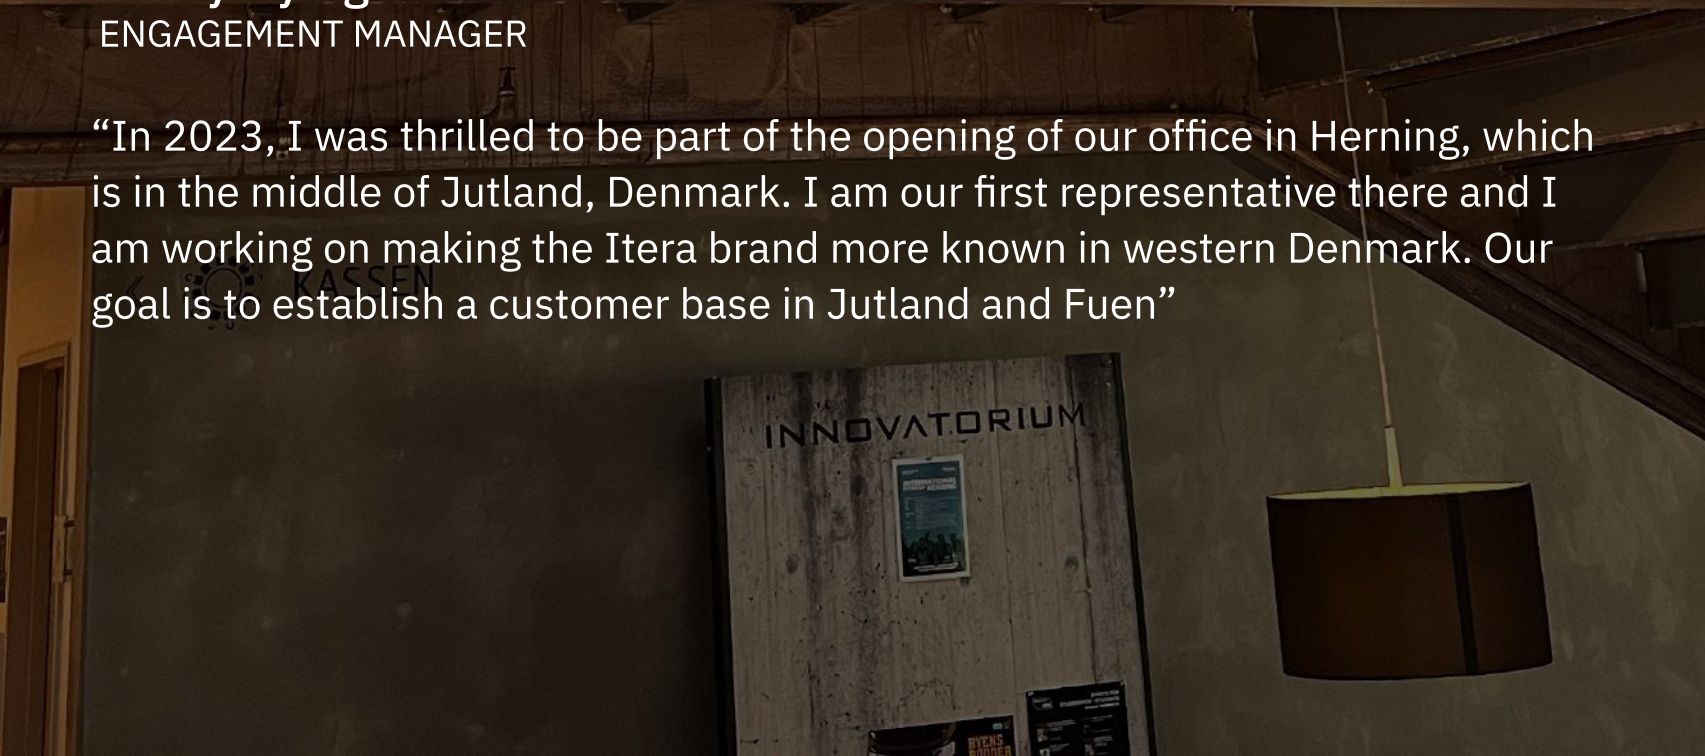 ENGAGEMENT MANAGER
“In 2023, I was thrilled to be part of the opening of our office in Herning, which
is in the middle of Jutland, Denmark. I am our first representative there and I
am working on making the Itera brand more known in western Denmark. Our
goal is to establish a customer base in Jutland and Fuen”
KASSEN
INNOVATORIUM
INTERNATIONAL
HERNING
BYENS
BODEGA